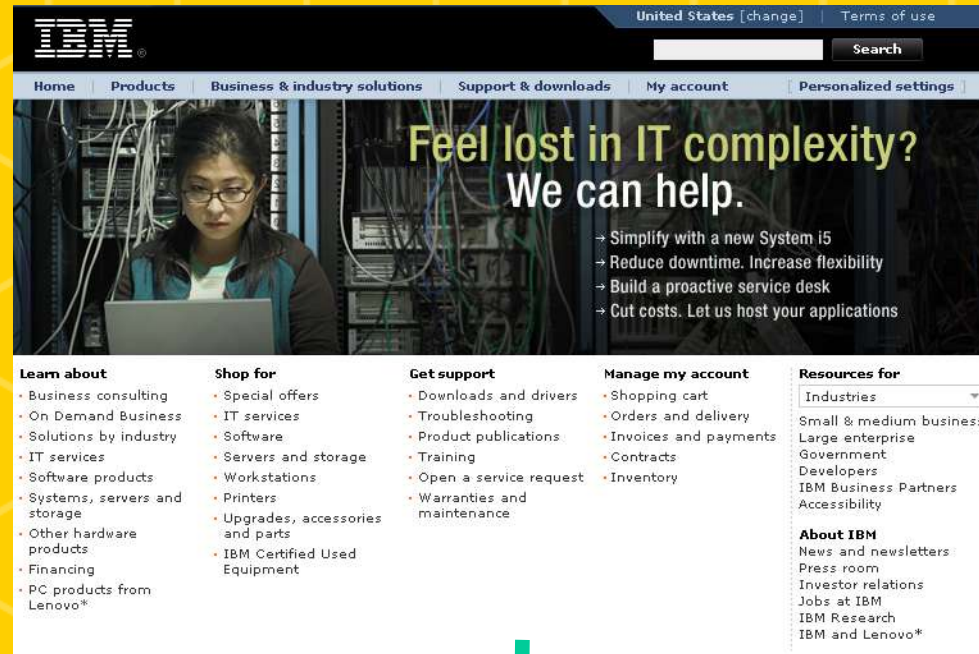 IBM®
United States [change] | Terms of use
Search
Home | Products | Business & industry solutions | Support & downloads | My account [ Personalized settings ]
Feel lost in IT complexity?
We can help.
→ Simplify with a new System i5
→ Reduce downtime. Increase flexibility
→ Build a proactive service desk
→ Cut costs. Let us host your applications
Learn about
• Business consulting
• On Demand Business
• Solutions by industry
• IT services
• Software products
• Systems, servers and
storage
• Other hardware
products
• Financing
• PC products from
Lenovo*
Shop for
• Special offers
• IT services
• Software
• Servers and storage
• Workstations
• Printers
• Upgrades, accessories
and parts
• IBM Certified Used
Equipment
Get support
• Downloads and drivers
• Troubleshooting
• Product publications
• Training
• Open a service request
• Warranties and
maintenance
Manage my account
• Shopping cart
• Orders and delivery
• Invoices and payments
• Contracts
• Inventory
Resources for
Industries
Small & medium business
Large enterprise
Government
Developers
IBM Business Partners
Accessibility
About IBM
News and newsletters
Press room
Investor relations
Jobs at IBM
IBM Research
IBM and Lenovo*